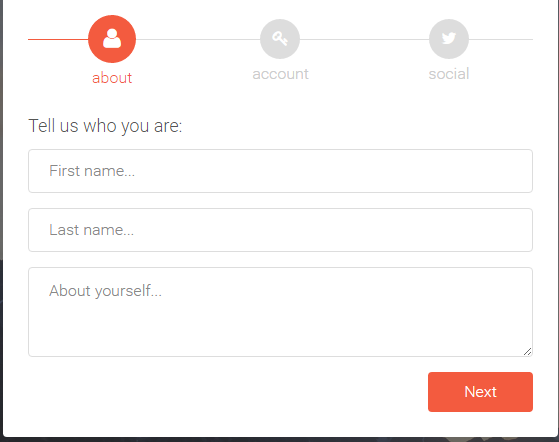 about
account
social
Tell us who you are:
First name...
Last name...
About yourself...
Next